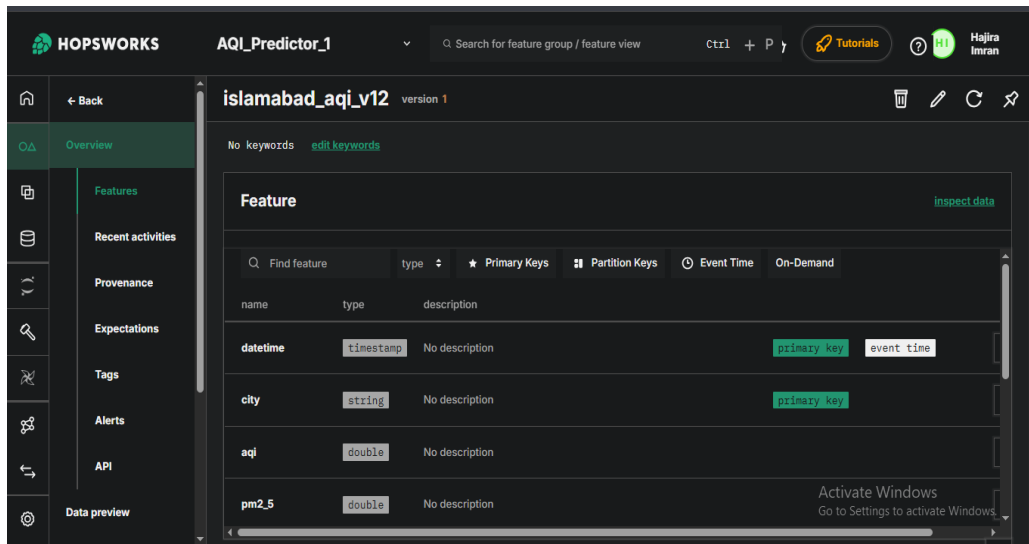 HOPSWORKS AQI_Predictor_1 Search for feature group / feature view Ctrl + P Tutorials HI Hajira Imran
← Back
islamabad_aqi_v12 version 1
Overview
No keywords edit keywords
Features
Feature inspect data
Recent activities
Find feature type Primary Keys Partition Keys Event Time On-Demand
Provenance
name type description
Expectations
datetime timestamp No description primary key event time
Tags
city string No description primary key
Alerts
aqi double No description
API
pm2_5 double No description
Data preview
Activate Windows
Go to Settings to activate Windows.